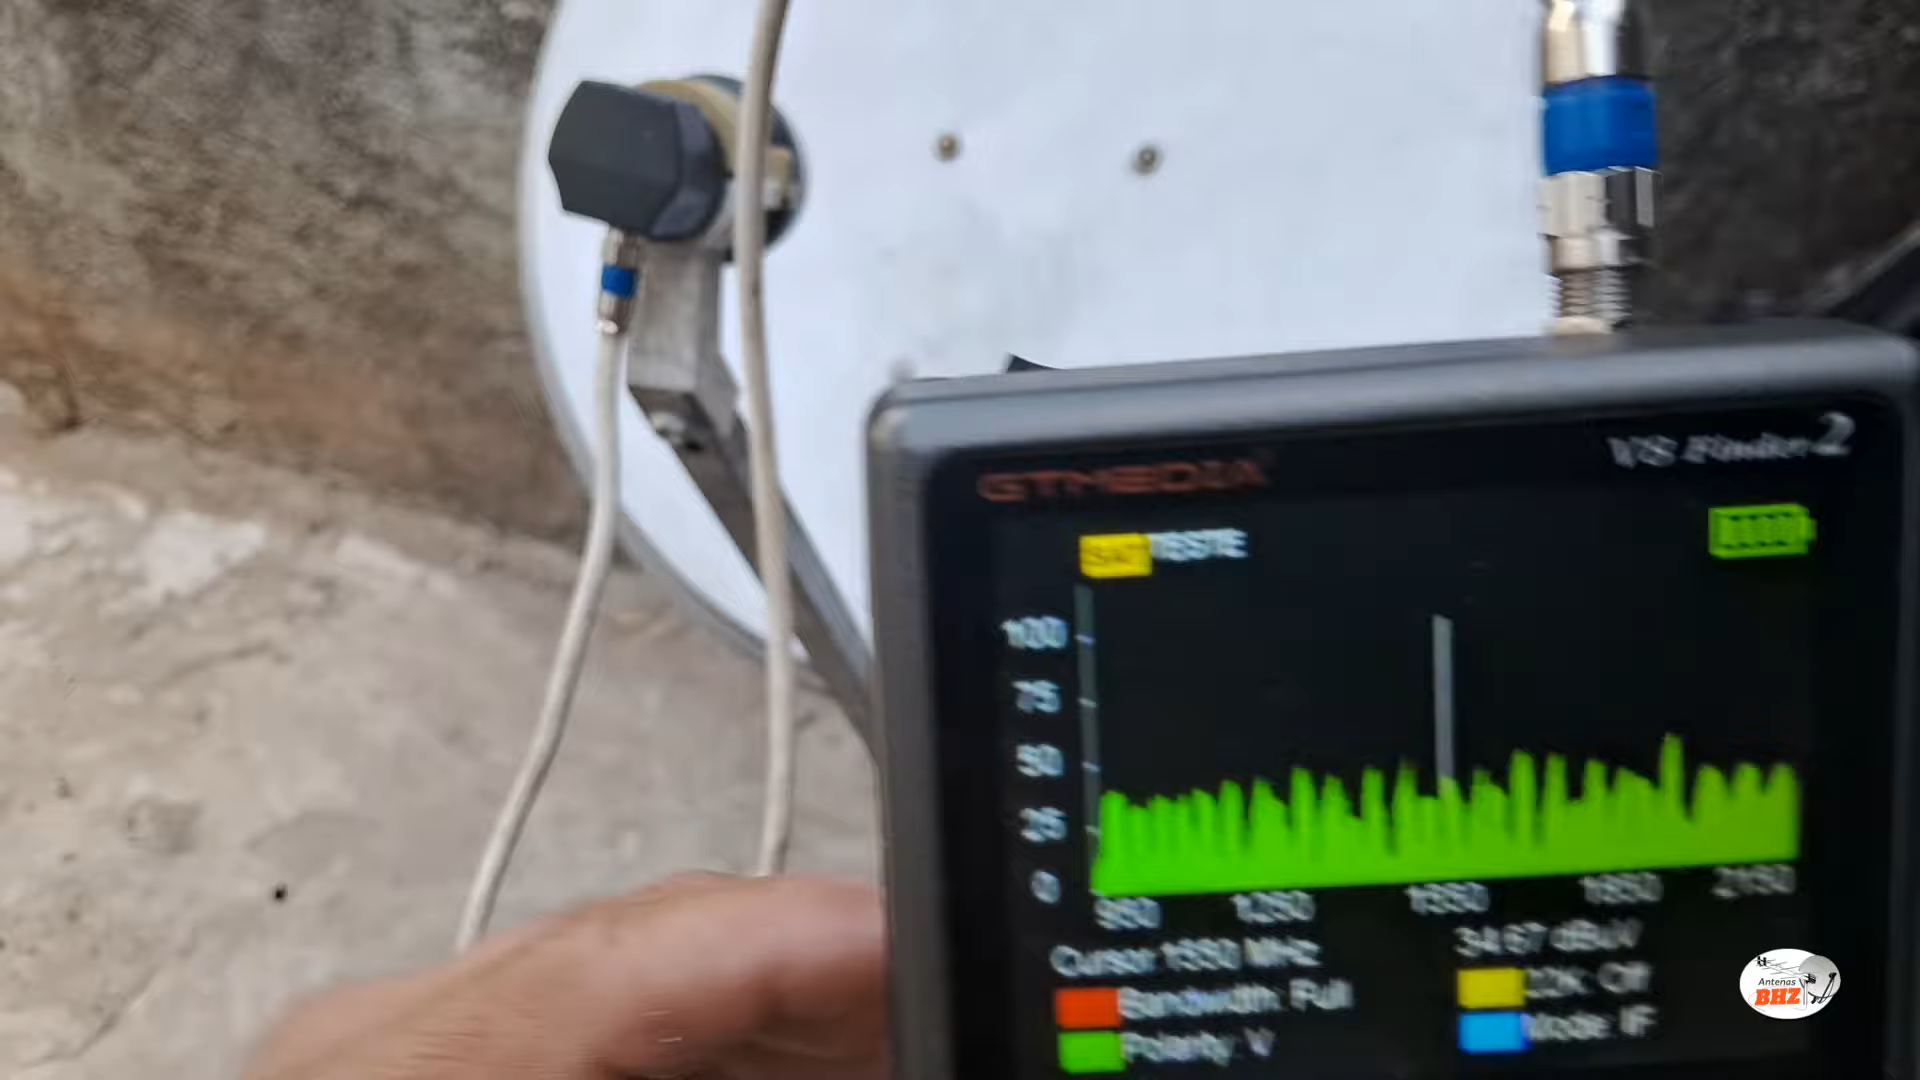 V8 Finder2
GTMEDIA
SAT TESTE
100
75
50
25
0
950 1250 1550 1850 2150
Cursor: 1550 MHz 34.67 dBuV
Bandwidth: Full 22K: Off
Polarity: V Mode: IF
Antenas
BHZ